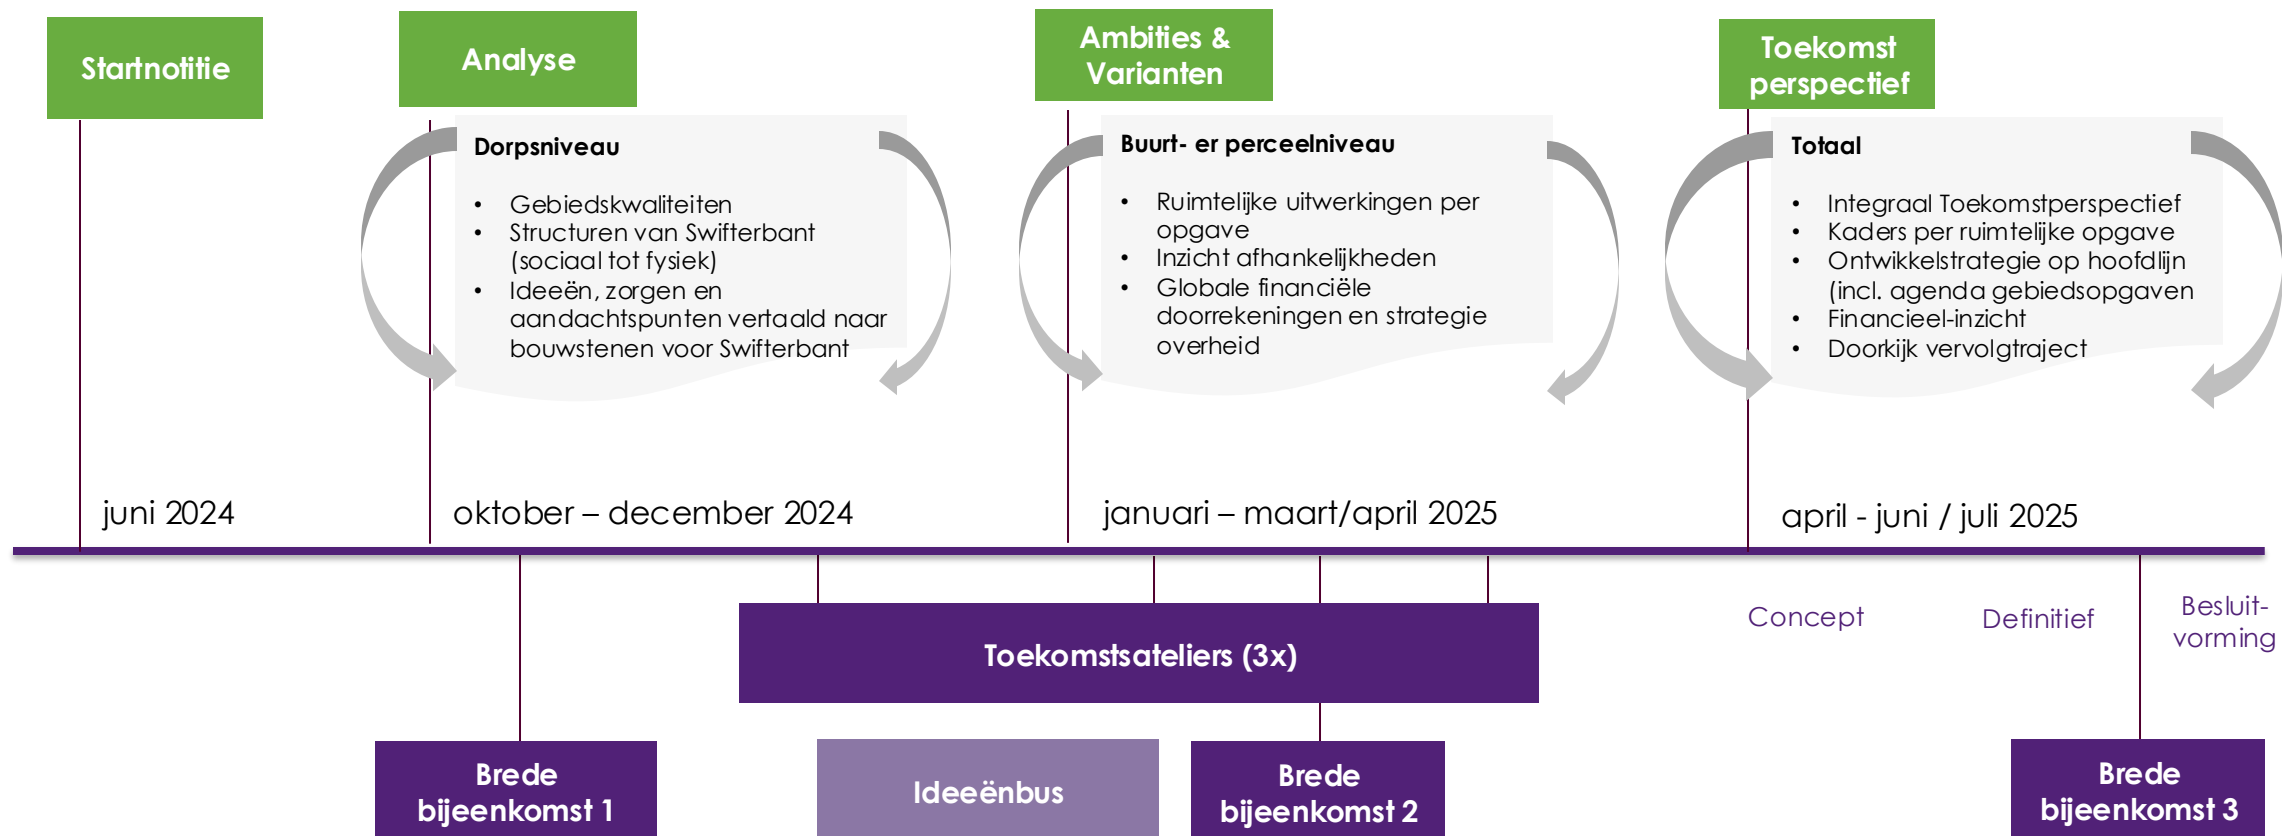 Startnotitie
Analyse
Ambities &
Varianten
Toekomst
perspectief
Dorpsniveau
• Gebiedskwaliteiten
• Structuren van Swifterbant
(sociaal tot fysiek)
• Ideeën, zorgen en
aandachtspunten vertaald naar
bouwstenen voor Swifterbant
Buurt- er perceelniveau
• Ruimtelijke uitwerkingen per
opgave
• Inzicht afhankelijkheden
• Globale financiële
doorrekeningen en strategie
overheid
Totaal
• Integraal Toekomstperspectief
• Kaders per ruimtelijke opgave
• Ontwikkelstrategie op hoofdlijn
(incl. agenda gebiedsopgaven
• Financieel-inzicht
• Doorkijk vervolgtraject
juni 2024
oktober – december 2024
januari – maart/april 2025
april - juni / juli 2025
Concept
Definitief
Besluit-
vorming
Toekomstsateliers (3x)
Brede
bijeenkomst 1
Ideeënbus
Brede
bijeenkomst 2
Brede
bijeenkomst 3